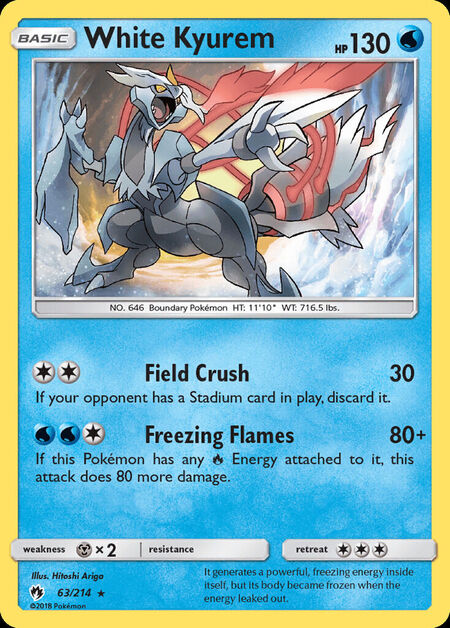 BASIC White Kyurem HP 130
NO. 646 Boundary Pokémon HT: 11'10" WT: 716.5 lbs.
Field Crush 30
If your opponent has a Stadium card in play, discard it.
Freezing Flames 80+
If this Pokémon has any Energy attached to it, this
attack does 80 more damage.
weakness ×2 resistance retreat
Illus. Hitoshi Ariga
63/214
©2018 Pokémon
It generates a powerful, freezing energy inside
itself, but its body became frozen when the
energy leaked out.